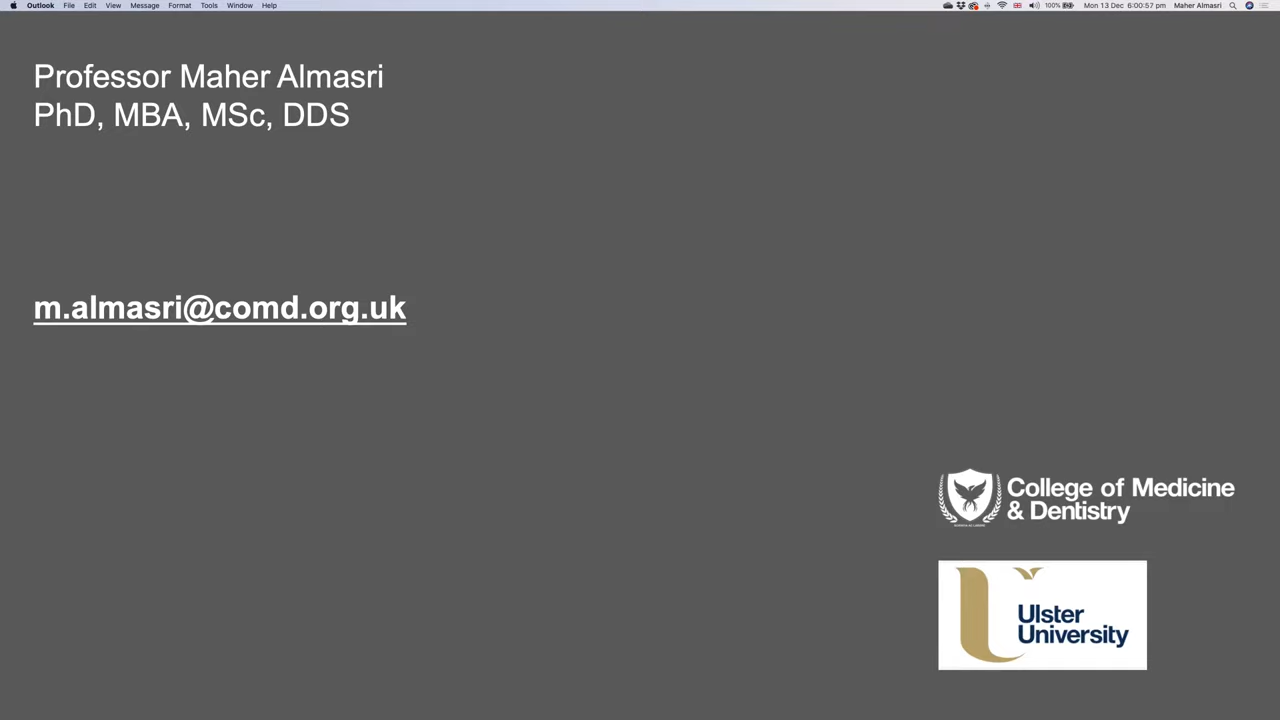 Outlook File Edit View Message Format Tools Window Help
100% Mon 13 Dec 6:00:57 pm Maher Almasri
Professor Maher Almasri
PhD, MBA, MSc, DDS
m.almasri@comd.org.uk
College of Medicine
& Dentistry
Ulster
University